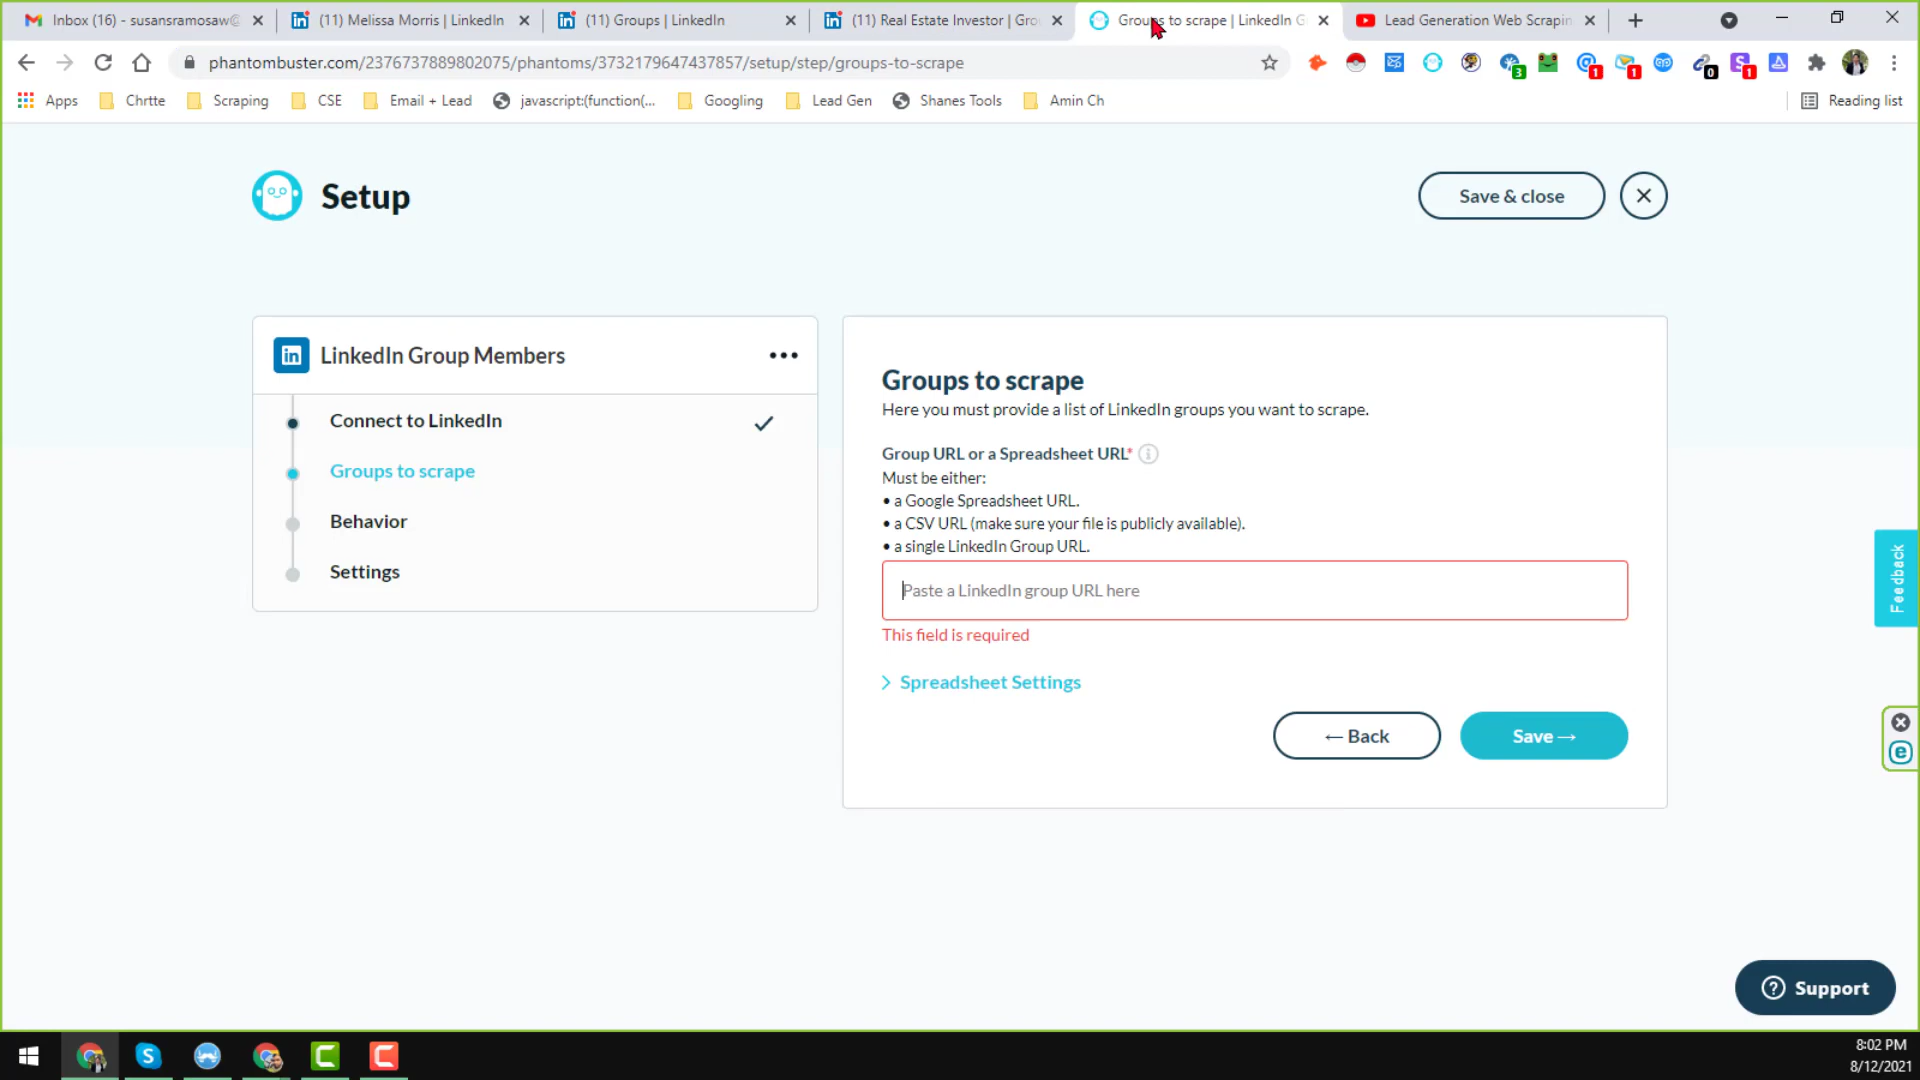 Inbox (16) - susansramosaw@
(11) Melissa Morris | LinkedIn
(11) Groups | LinkedIn
(11) Real Estate Investor | Gro
Groups to scrape | LinkedIn G
Lead Generation Web Scrapin
phantombuster.com/2376737889802075/phantoms/3732179647437857/setup/step/groups-to-scrape
3
1
1
0
1
Apps
Chrtte
Scraping
CSE
Email + Lead
javascript:(function(...
Googling
Lead Gen
Shanes Tools
Amin Ch
Reading list
Setup
Save & close
LinkedIn Group Members
Connect to LinkedIn
Groups to scrape
Behavior
Settings
Groups to scrape
Here you must provide a list of LinkedIn groups you want to scrape.
Group URL or a Spreadsheet URL*
Must be either:
• a Google Spreadsheet URL.
• a CSV URL (make sure your file is publicly available).
• a single LinkedIn Group URL.
Paste a LinkedIn group URL here
This field is required
Spreadsheet Settings
← Back
Save →
Feedback
Support
8:02 PM
8/12/2021